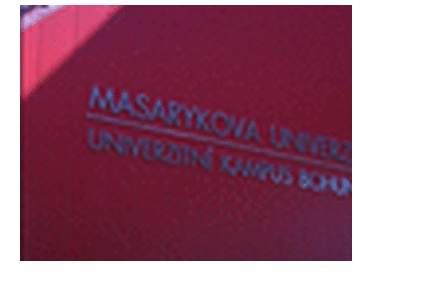 MASARYKOVA UNIVERZ
UNIVERZITNÍ KAMPUS BOHUN